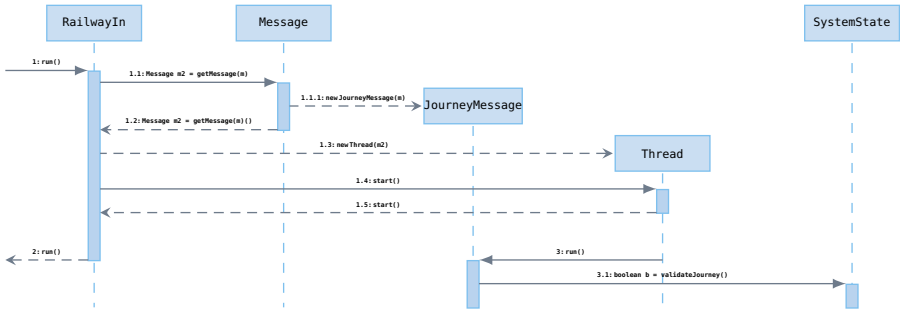 RailwayIn
Message
SystemState
1:run()
1.1:Message m2 = getMessage(m)
1.1.1:newJourneyMessage(m)
JourneyMessage
1.2:Message m2 = getMessage(m)()
1.3:newThread(m2)
Thread
1.4:start()
1.5:start()
2:run()
3:run()
3.1:boolean b = validateJourney()